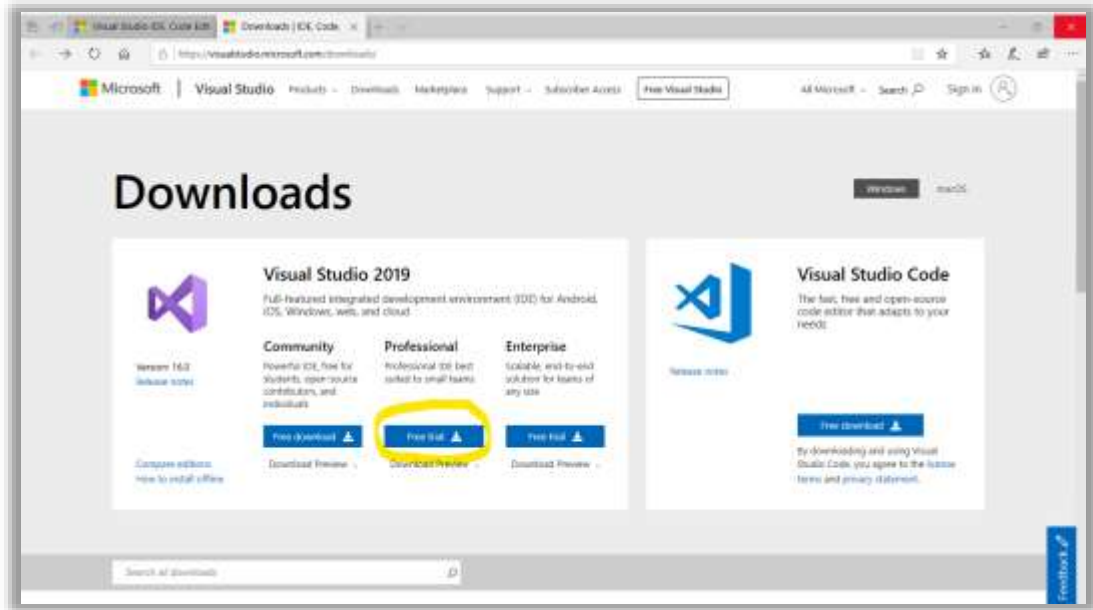 Visual Studio IDE, Code Edit
Downloads | IDE, Code
https://visualstudio.microsoft.com/downloads/
Microsoft | Visual Studio Products Downloads Marketplace Support Subscriber Access Free Visual Studio All Microsoft Search Sign in
Downloads
Windows macOS
Visual Studio 2019
Full-featured integrated development environment (IDE) for Android,
iOS, Windows, web, and cloud
Version 16.0
Release notes
Community
Powerful IDE, free for
students, open-source
contributors, and
individuals
Free download
Download Preview
Professional
Professional IDE best
suited to small teams
Free trial
Download Preview
Enterprise
Scalable, end-to-end
solution for teams of
any size
Free trial
Download Preview
Compare editions
How to install offline
Visual Studio Code
The fast, free and open-source
code editor that adapts to your
needs
Release notes
Free download
By downloading and using Visual
Studio Code, you agree to the license
terms and privacy statement.
Search all downloads
Feedback